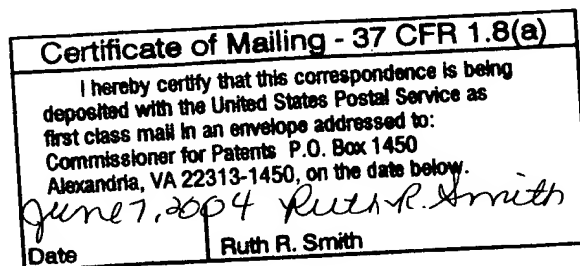 Certificate of Mailing - 37 CFR 1.8(a)
I hereby certify that this correspondence is being
deposited with the United States Postal Service as
first class mail in an envelope addressed to:
Commissioner for Patents P.O. Box 1450
Alexandria, VA 22313-1450, on the date below.
June 7, 2004 Ruth R. Smith
Date Ruth R. Smith